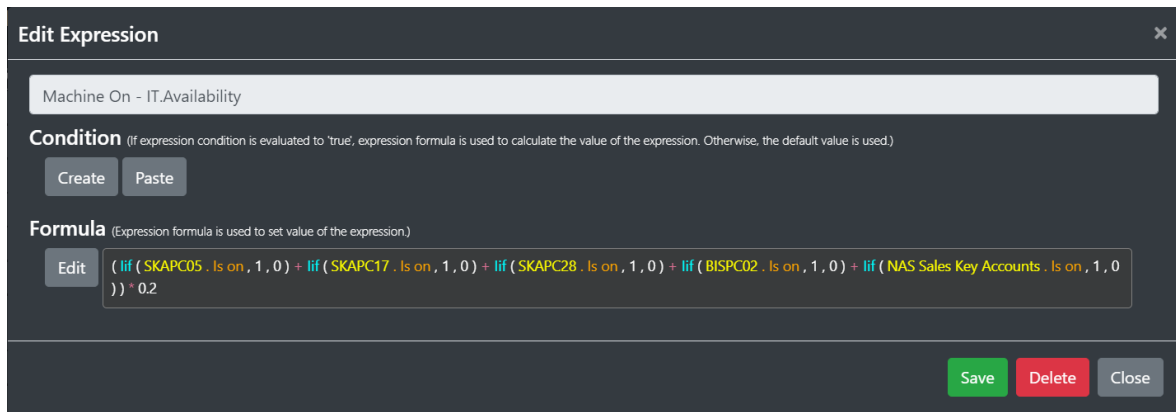 Edit Expression ×
Machine On - IT.Availability
Condition (If expression condition is evaluated to 'true', expression formula is used to calculate the value of the expression. Otherwise, the default value is used.)
Create Paste
Formula (Expression formula is used to set value of the expression.)
Edit ( Iif ( SKAPC05 . Is on , 1 , 0 ) + Iif ( SKAPC17 . Is on , 1 , 0 ) + Iif ( SKAPC28 . Is on , 1 , 0 ) + Iif ( BISPC02 . Is on , 1 , 0 ) + Iif ( NAS Sales Key Accounts . Is on , 1 , 0
) ) * 0.2
Save Delete Close